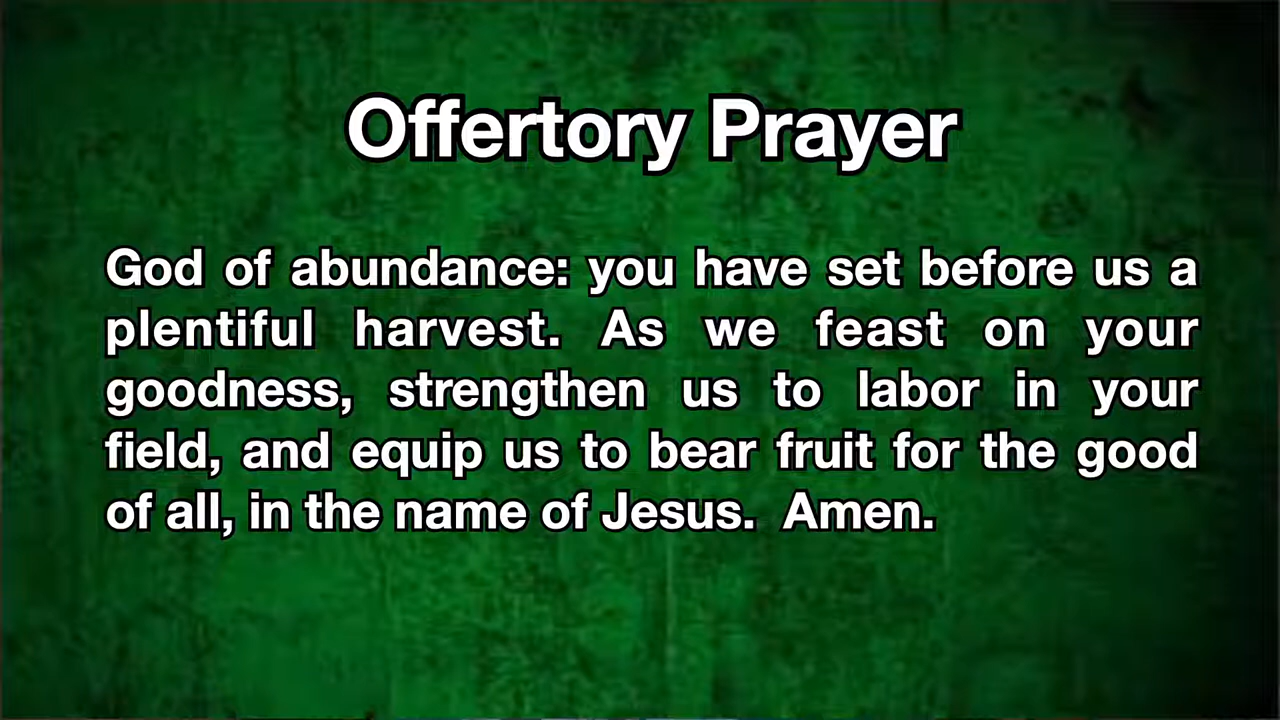 Offertory Prayer
God of abundance: you have set before us a
plentiful harvest. As we feast on your
goodness, strengthen us to labor in your
field, and equip us to bear fruit for the good
of all, in the name of Jesus.  Amen.